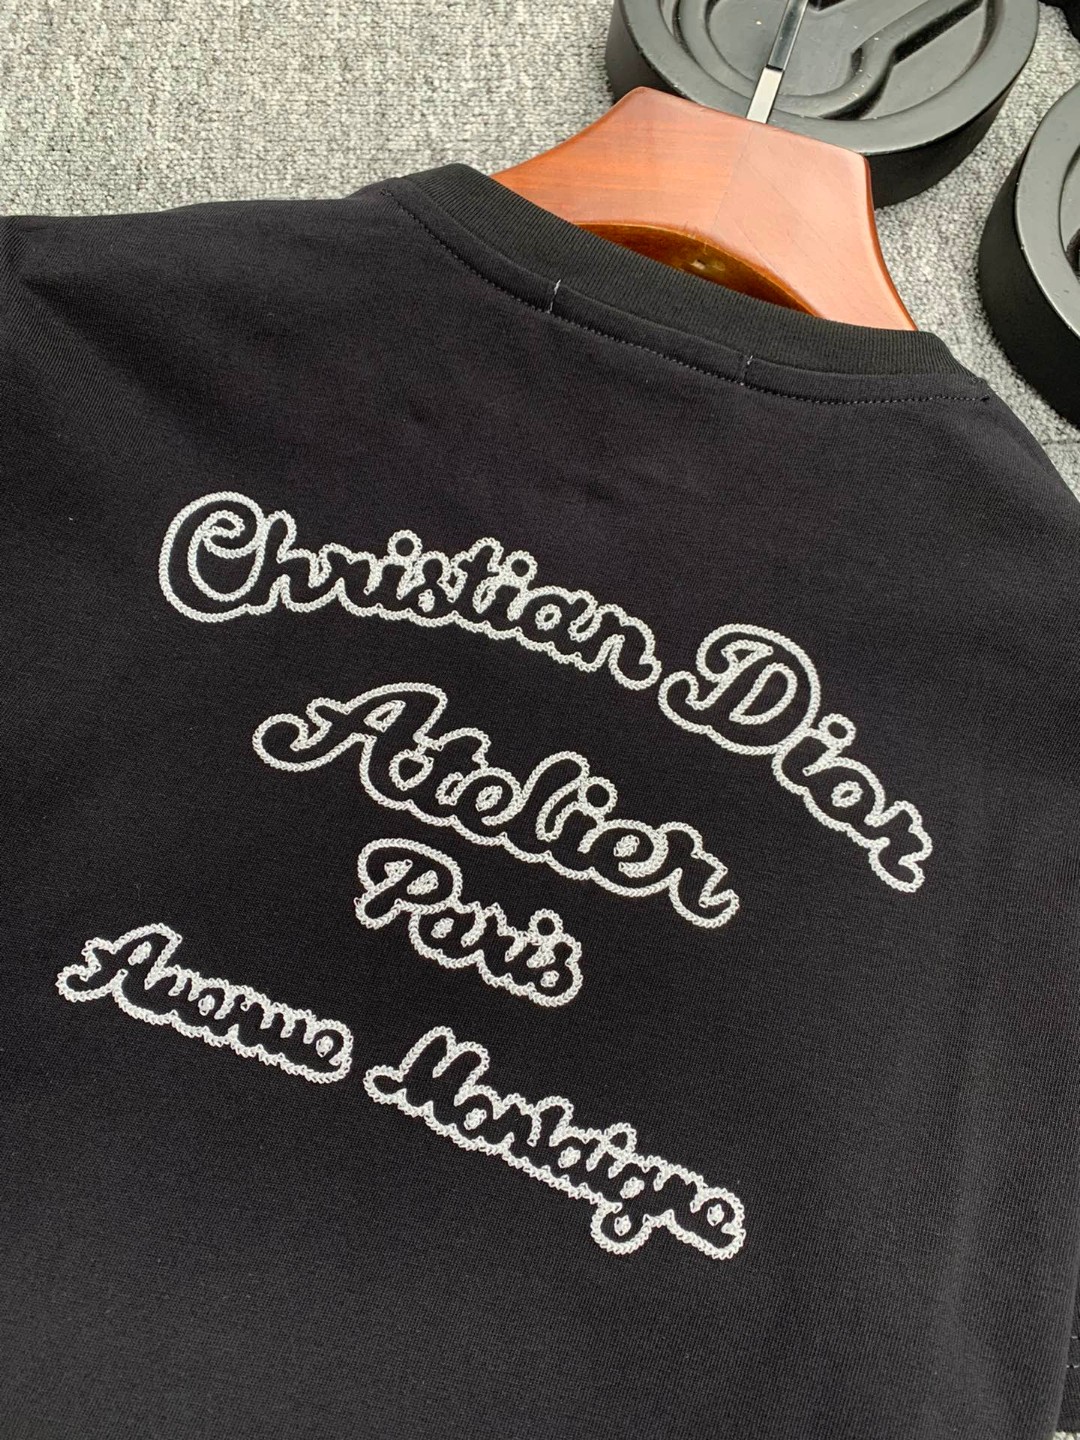 Christian Dior
Atelier
Paris
Avenue Montaigne